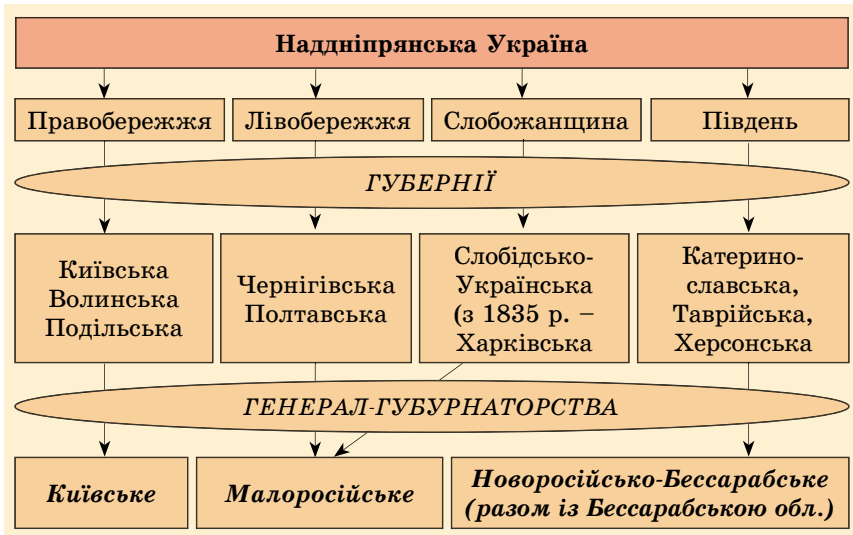 Наддніпрянська Україна
Правобережжя
Лівобережжя
Слобожанщина
Південь
ГУБЕРНІЇ
Київська
Волинська
Подільська
Чернігівська
Полтавська
Слобідсько-
Українська
(з 1835 р. –
Харківська
Катерино-
славська,
Таврійська,
Херсонська
ГЕНЕРАЛ-ГУБУРНАТОРСТВА
Київське
Малоросійське
Новоросійсько-Бессарабське
(разом із Бессарабською обл.)